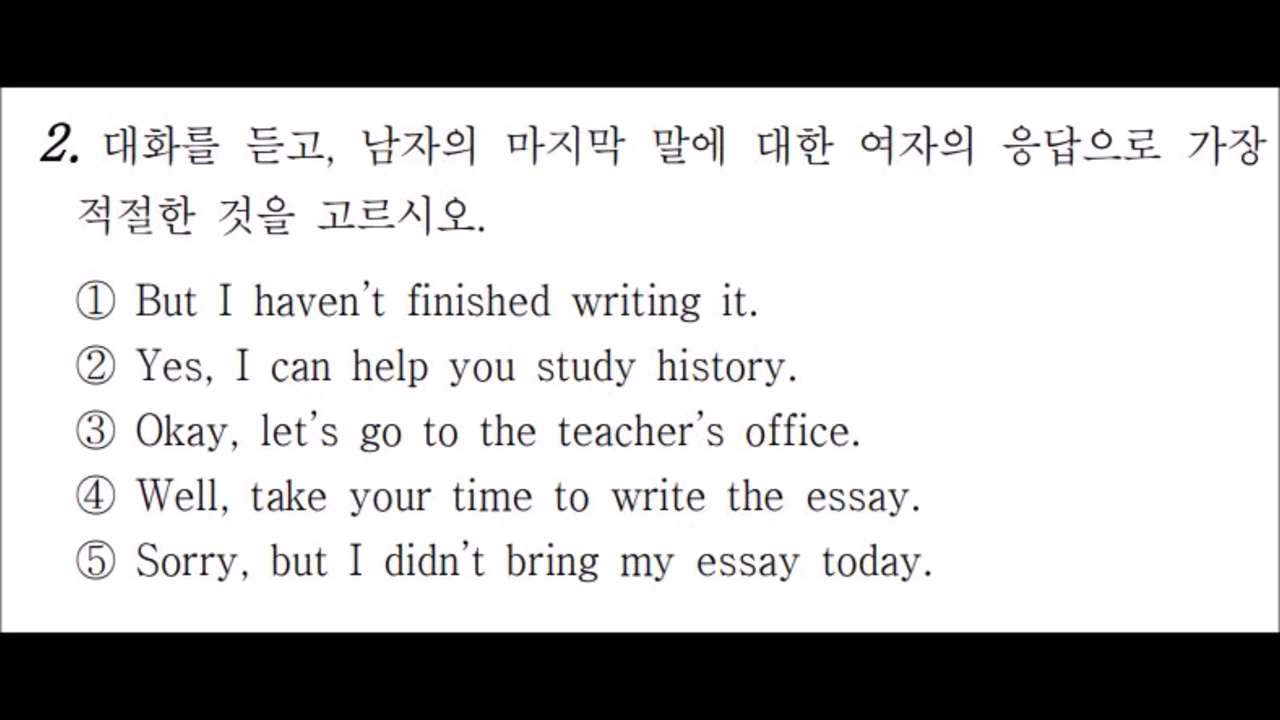 2. 대화를 듣고, 남자의 마지막 말에 대한 여자의 응답으로 가장
적절한 것을 고르시오.
① But I haven't finished writing it.
② Yes, I can help you study history.
③ Okay, let's go to the teacher's office.
④ Well, take your time to write the essay.
⑤ Sorry, but I didn't bring my essay today.